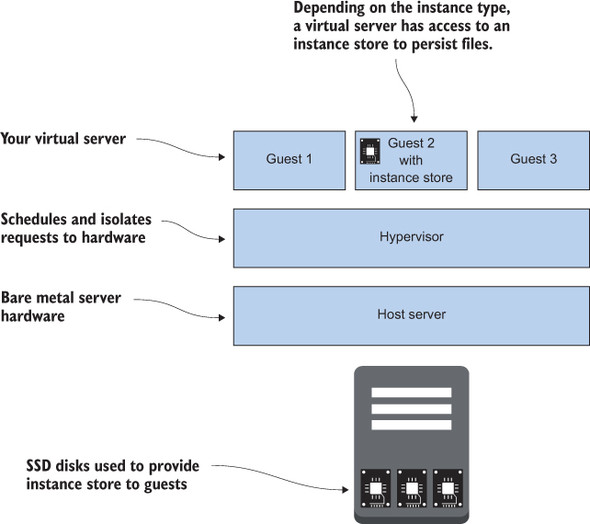 Depending on the instance type,
a virtual server has access to an
instance store to persist files.
Your virtual server
Guest 1
Guest 2
with
instance store
Guest 3
Schedules and isolates
requests to hardware
Hypervisor
Bare metal server
hardware
Host server
SSD disks used to provide
instance store to guests